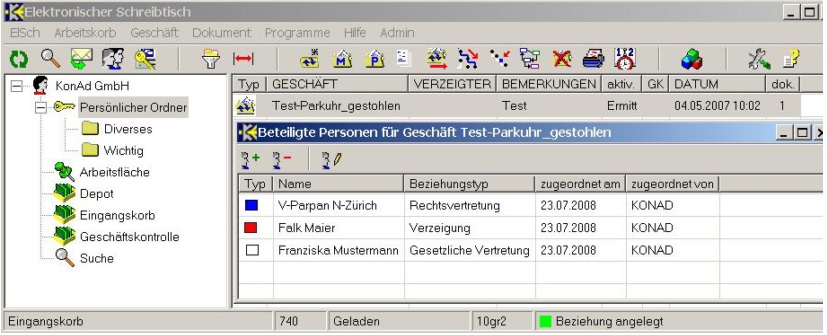 Elektronischer Schreibtisch
ElSch Arbeitskorb Geschäft Dokument Programme Hilfe Admin
KonAd GmbH
Persönlicher Ordner
Diverses
Wichtig
Arbeitsfläche
Depot
Eingangskorb
Geschäftskontrolle
Suche
Typ GESCHÄFT VERZEIGTER BEMERKUNGEN aktiv. GK DATUM dok.
Test-Parkuhr_gestohlen Test Ermitt 04.05.2007 10:02 1
Beteiligte Personen für Geschäft Test-Parkuhr_gestohlen
Typ Name Beziehungstyp zugeordnet am zugeordnet von
V-Parpan N-Zürich Rechtsvertretung 23.07.2008 KONAD
Falk Maier Verzeigung 23.07.2008 KONAD
Franziska Mustermann Gesetzliche Vertretung 23.07.2008 KONAD
Eingangskorb 740 Geladen 10gr2 Beziehung angelegt